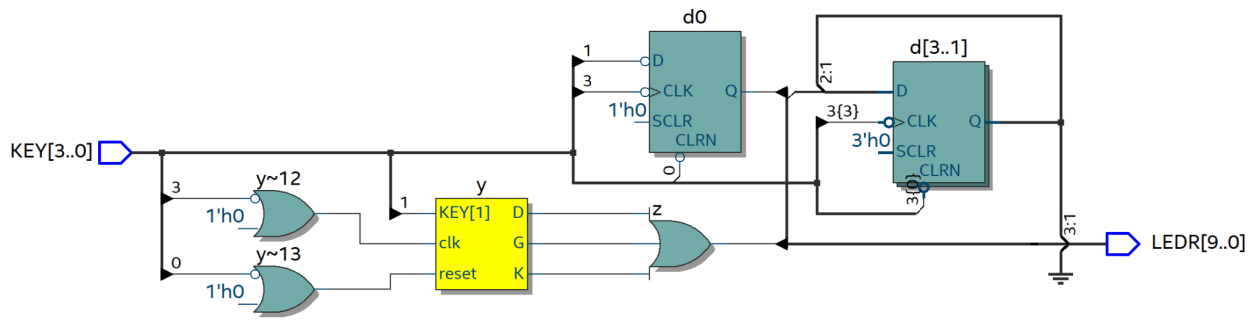 d0
d[3..1]
1
D
3
CLK
Q
1'h0
SCLR
CLRN
0
2:1
D
3{3}
CLK
Q
3'h0
SCLR
CLRN
3{0}
KEY[3..0]
y~12
3
1'h0
y
1
KEY[1]
D
clk
G
reset
K
z
y~13
0
1'h0
3:1
LEDR[9..0]